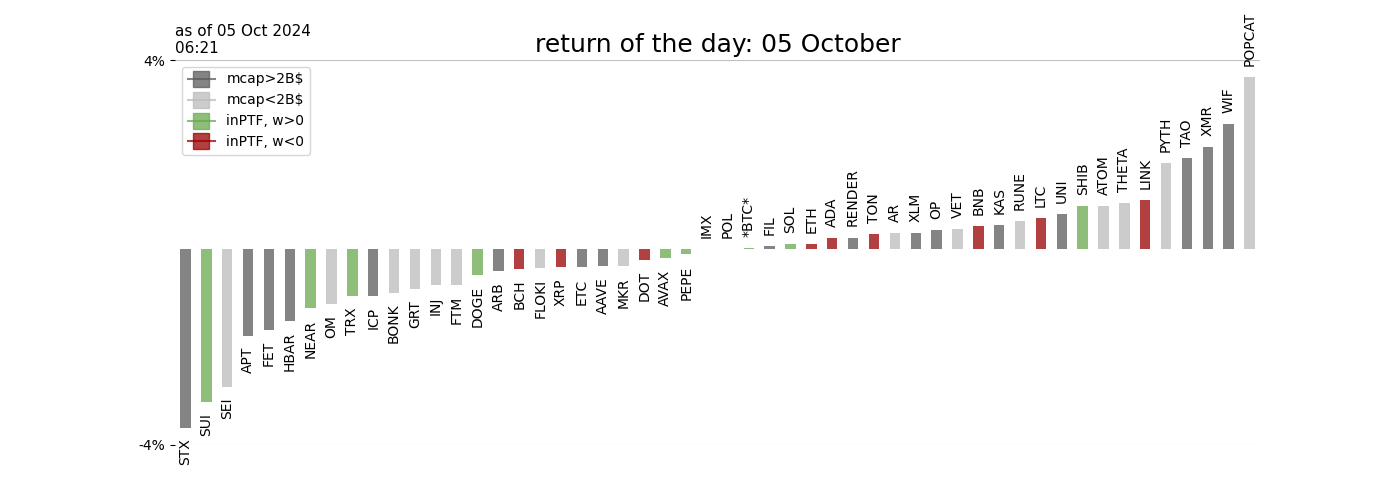 as of 05 Oct 2024
06:21
return of the day: 05 October
4%
mcap>2B$
mcap<2B$
inPTF, w>0
inPTF, w<0
-4%
STX
SUI
SEI
APT
FET
HBAR
NEAR
OM
TRX
ICP
BONK
GRT
INJ
FTM
DOGE
ARB
BCH
FLOKI
XRP
ETC
AAVE
MKR
DOT
AVAX
PEPE
IMX
POL
*BTC*
FIL
SOL
ETH
ADA
RENDER
TON
AR
XLM
OP
VET
BNB
KAS
RUNE
LTC
UNI
SHIB
ATOM
THETA
LINK
PYTH
TAO
XMR
WIF
POPCAT